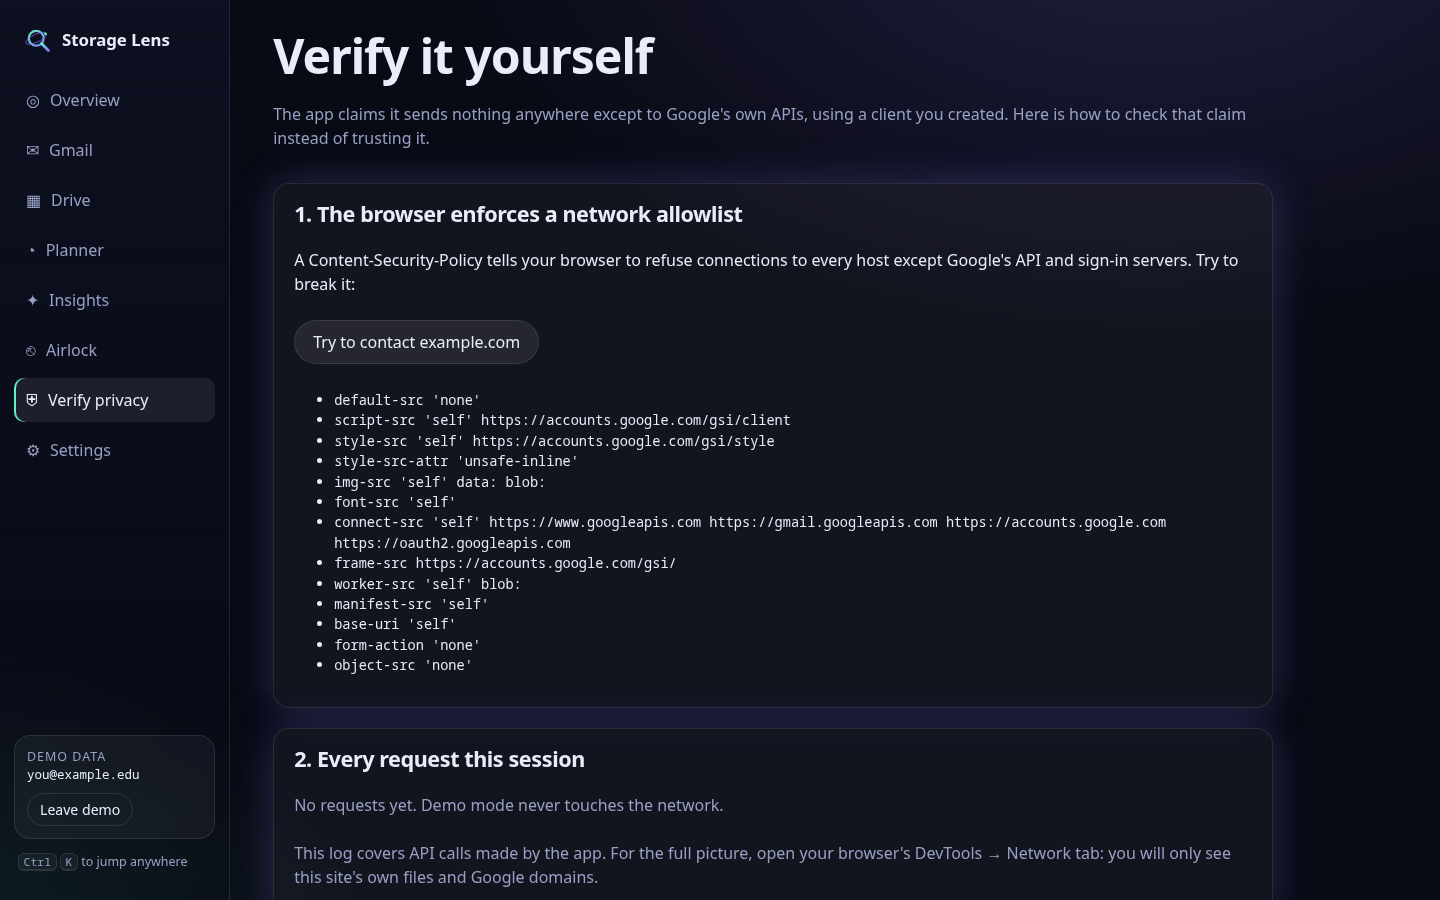 Storage Lens
Overview
Gmail
Drive
Planner
Insights
Airlock
Verify privacy
Settings
DEMO DATA
you@example.edu
Leave demo
Ctrl K to jump anywhere
Verify it yourself
The app claims it sends nothing anywhere except to Google's own APIs, using a client you created. Here is how to check that claim
instead of trusting it.
1. The browser enforces a network allowlist
A Content-Security-Policy tells your browser to refuse connections to every host except Google's API and sign-in servers. Try to
break it:
Try to contact example.com
default-src 'none'
script-src 'self' https://accounts.google.com/gsi/client
style-src 'self' https://accounts.google.com/gsi/style
style-src-attr 'unsafe-inline'
img-src 'self' data: blob:
font-src 'self'
connect-src 'self' https://www.googleapis.com https://gmail.googleapis.com https://accounts.google.com
https://oauth2.googleapis.com
frame-src https://accounts.google.com/gsi/
worker-src 'self' blob:
manifest-src 'self'
base-uri 'self'
form-action 'none'
object-src 'none'
2. Every request this session
No requests yet. Demo mode never touches the network.
This log covers API calls made by the app. For the full picture, open your browser's DevTools → Network tab: you will only see
this site's own files and Google domains.